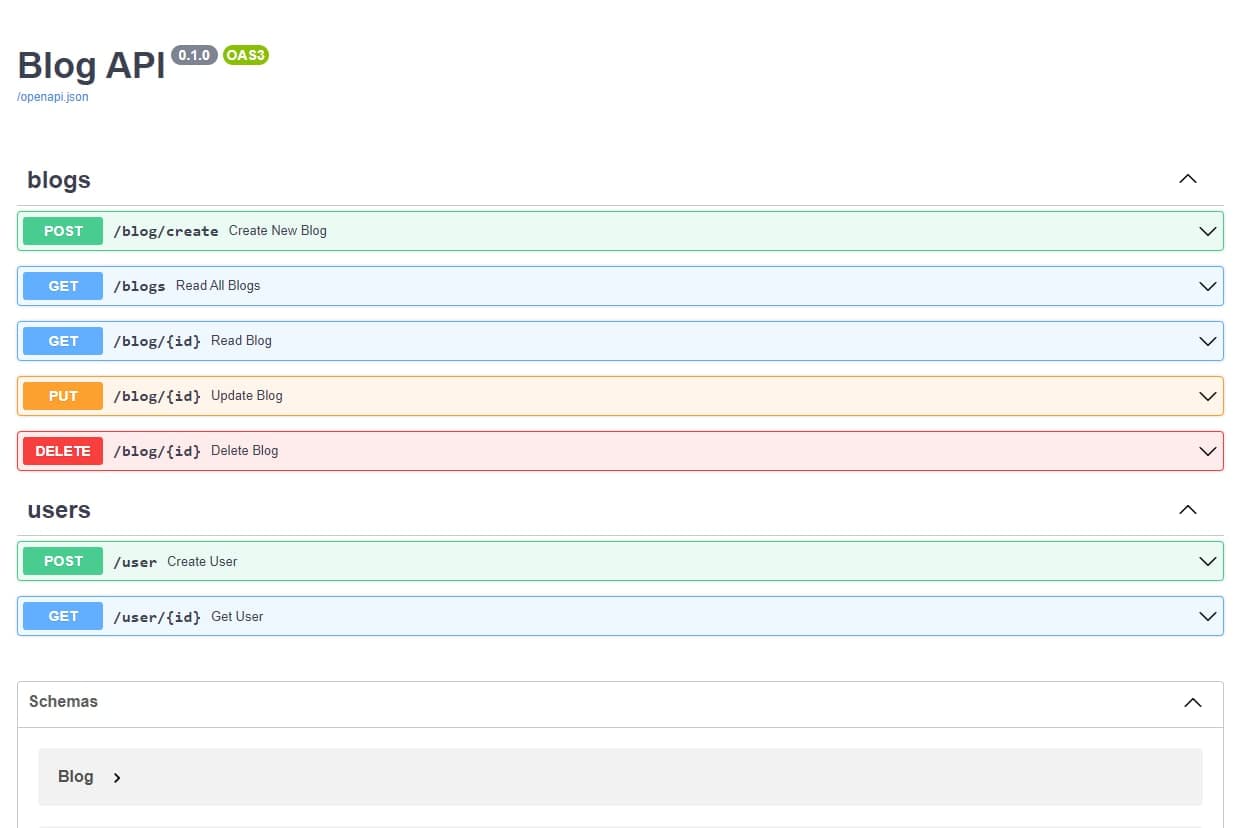 Blog API 0.1.0 OAS3
/openapi.json
blogs
POST /blog/create Create New Blog
GET /blogs Read All Blogs
GET /blog/{id} Read Blog
PUT /blog/{id} Update Blog
DELETE /blog/{id} Delete Blog
users
POST /user Create User
GET /user/{id} Get User
Schemas
Blog